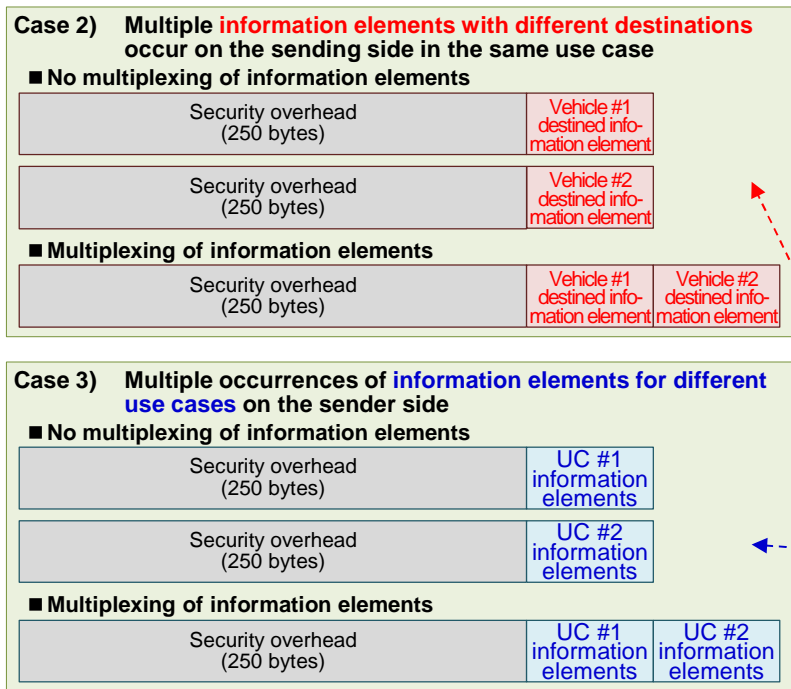 Case 2) Multiple information elements with different destinations
occur on the sending side in the same use case
■ No multiplexing of information elements
Security overhead
(250 bytes)
Vehicle #1
destined info-
mation element
Security overhead
(250 bytes)
Vehicle #2
destined info-
mation element
■ Multiplexing of information elements
Security overhead
(250 bytes)
Vehicle #1
destined info-
mation element
Vehicle #2
destined info-
mation element
Case 3) Multiple occurrences of information elements for different
use cases on the sender side
■ No multiplexing of information elements
Security overhead
(250 bytes)
UC #1
information
elements
Security overhead
(250 bytes)
UC #2
information
elements
■ Multiplexing of information elements
Security overhead
(250 bytes)
UC #1
information
elements
UC #2
information
elements